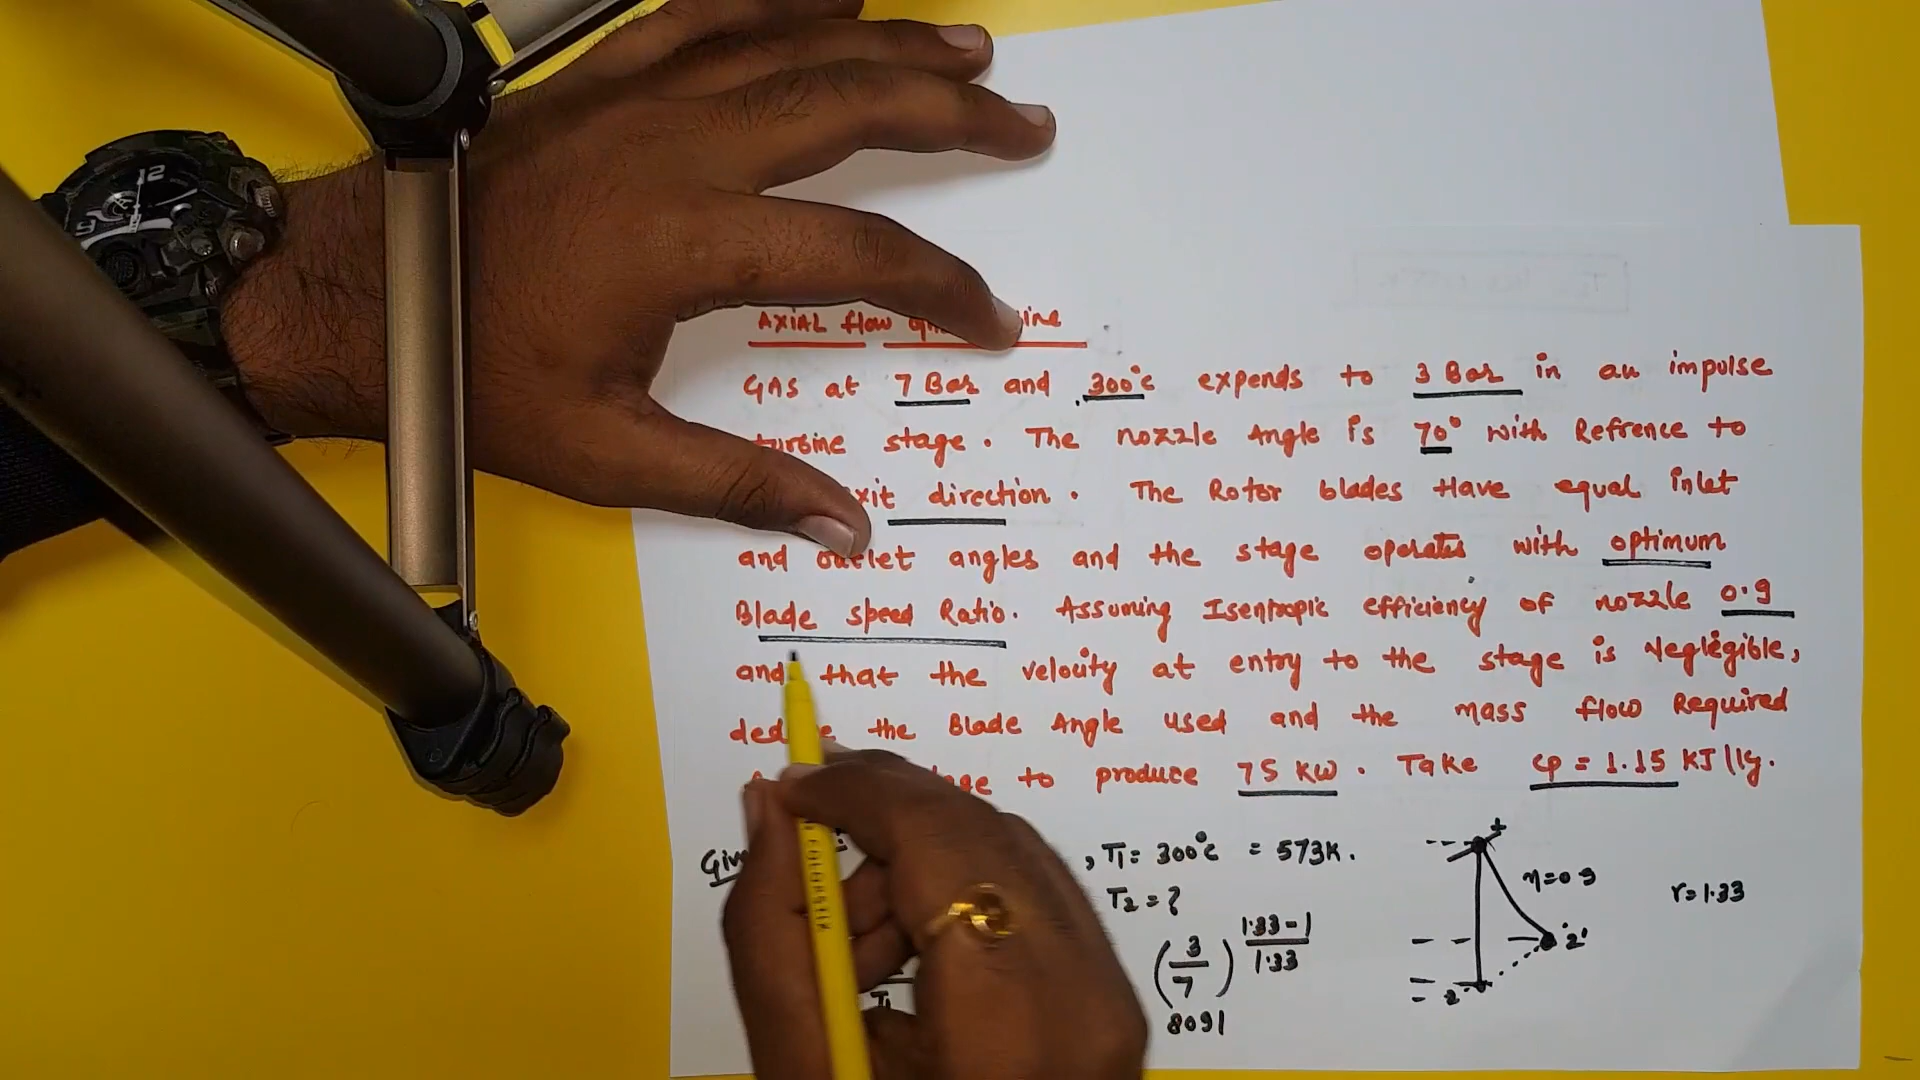 AXIAL flow
GAS at 7 Bar and 300°c expends to 3 Bar in an impulse
stage. The nozzle Angle is 70° with Refrence to
direction. The Rotor blades Have equal inlet
and outlet angles and the stage operates with optimum
Blade speed Ratio. Assuming Isentropic efficiency of nozzle 0.9
and that the velocity at entry to the stage is Neglegible,
the Blade Angle used and the mass flow Required
to produce 75 KW. Take cp = 1.15 KJ/kg.
, T1 = 300°c = 573K.
T2 = ?
η=0.9
r=1.33
(3/7) 1.33-1/1.33
2'
2
T1
8091
12